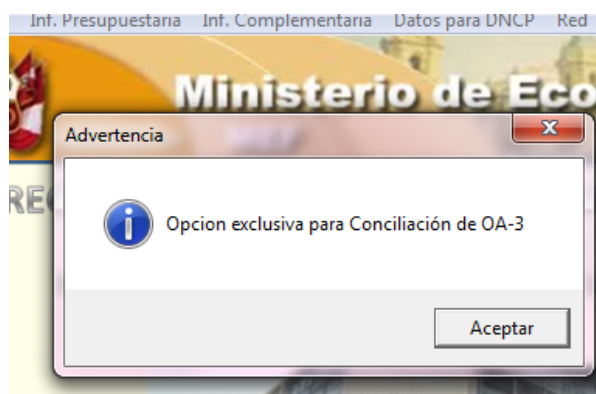 Inf. Presupuestaria Inf. Complementaria Datos para DNCP Red
Ministerio de Eco
Advertencia
REC
Opcion exclusiva para Conciliación de OA-3
Aceptar